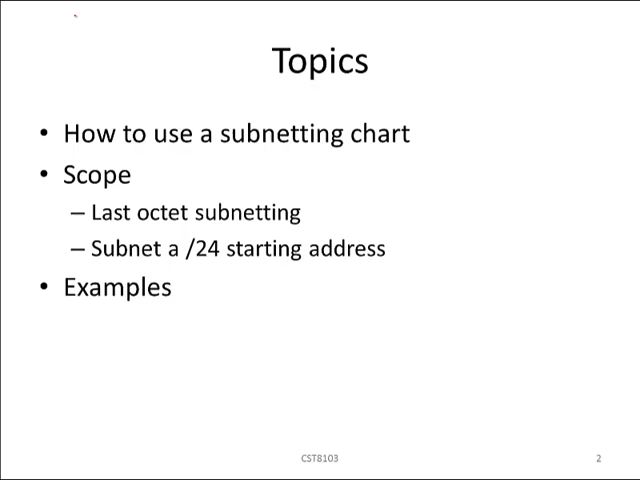 Topics
• How to use a subnetting chart
• Scope
– Last octet subnetting
– Subnet a /24 starting address
• Examples
CST8103
2